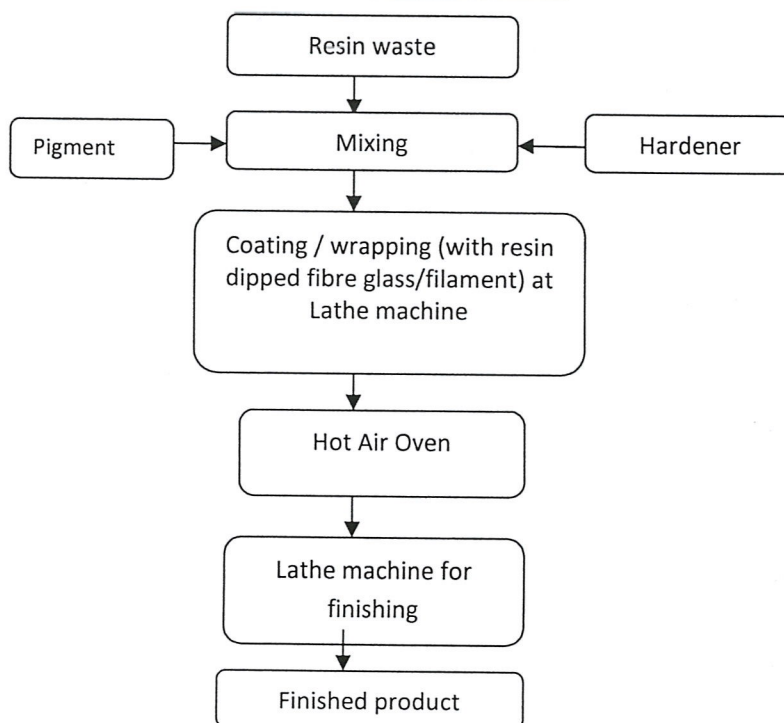 Resin waste
Pigment
Mixing
Hardener
Coating / wrapping (with resin
dipped fibre glass/filament) at
Lathe machine
Hot Air Oven
Lathe machine for
finishing
Finished product